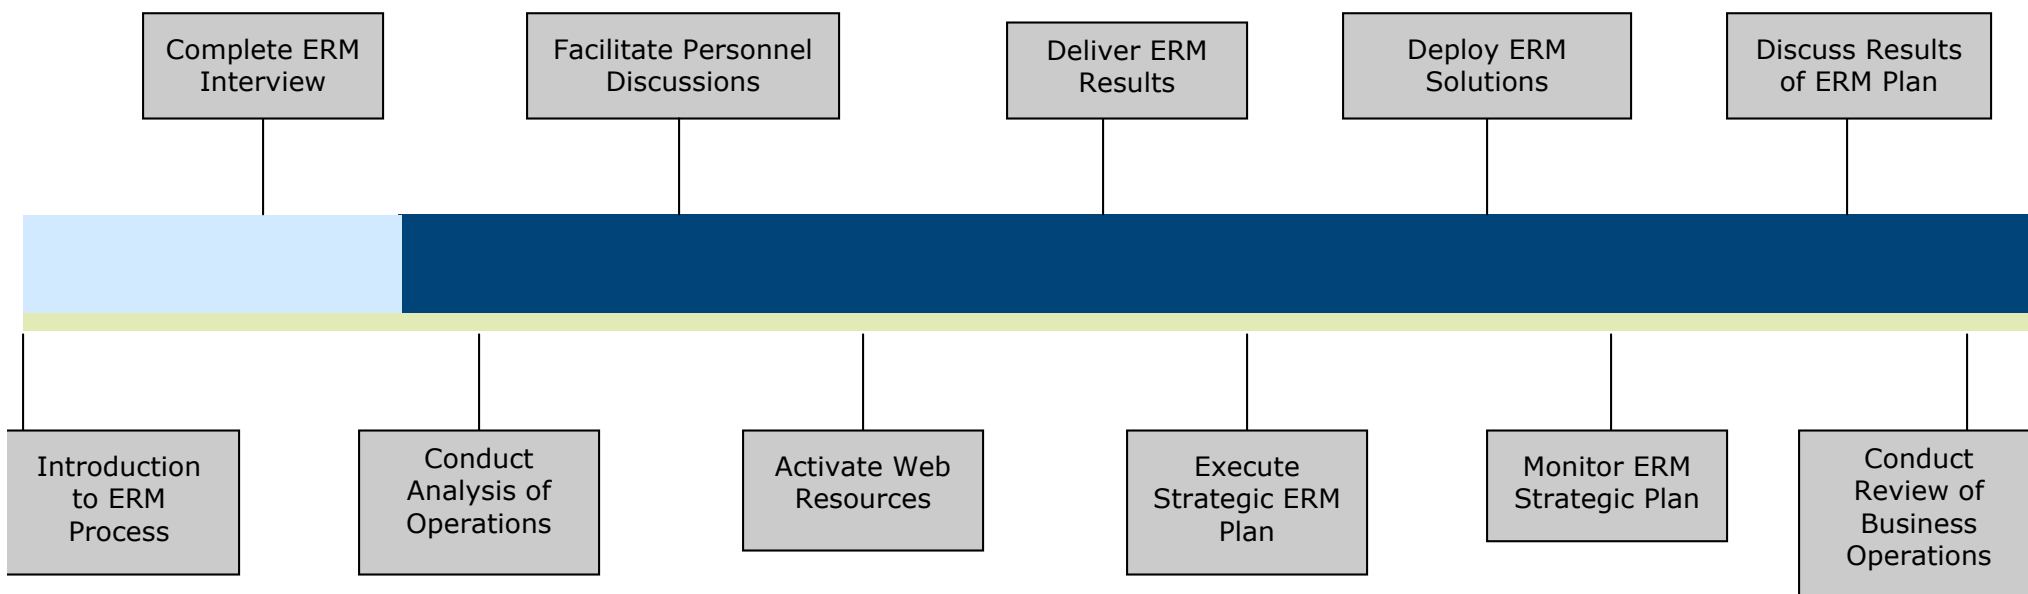 Complete ERM
Interview
Facilitate Personnel
Discussions
Deliver ERM
Results
Deploy ERM
Solutions
Discuss Results
of ERM Plan
Introduction
to ERM
Process
Conduct
Analysis of
Operations
Activate Web
Resources
Execute
Strategic ERM
Plan
Monitor ERM
Strategic Plan
Conduct
Review of
Business
Operations